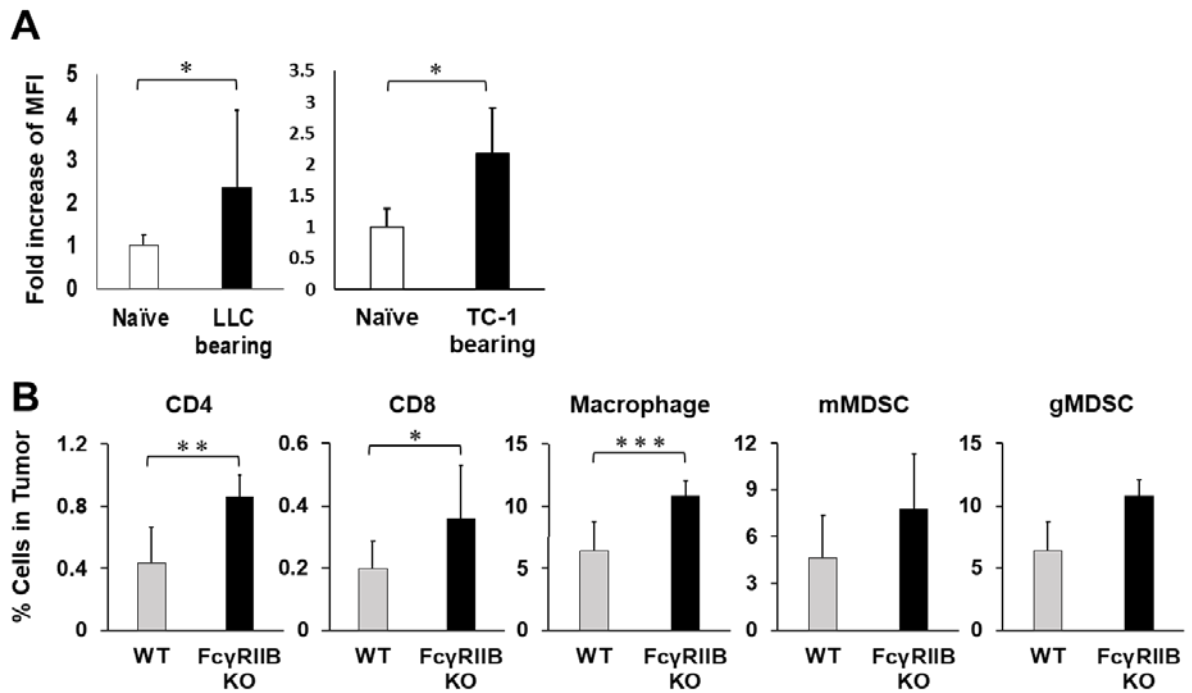 A
Fold increase of MFI
5
4
3
2
1
0
*
Naïve
LLC
bearing
3.5
3
2.5
2
1.5
1
0.5
0
*
Naïve
TC-1
bearing
B
% Cells in Tumor
CD4
1.2
0.8
0.4
0
**
WT
FcγRIIB
KO
CD8
0.6
0.4
0.2
0
*
WT
FcγRIIB
KO
Macrophage
15
10
5
0
***
WT
FcγRIIB
KO
mMDSC
12
9
6
3
0
WT
FcγRIIB
KO
gMDSC
15
10
5
0
WT
FcγRIIB
KO